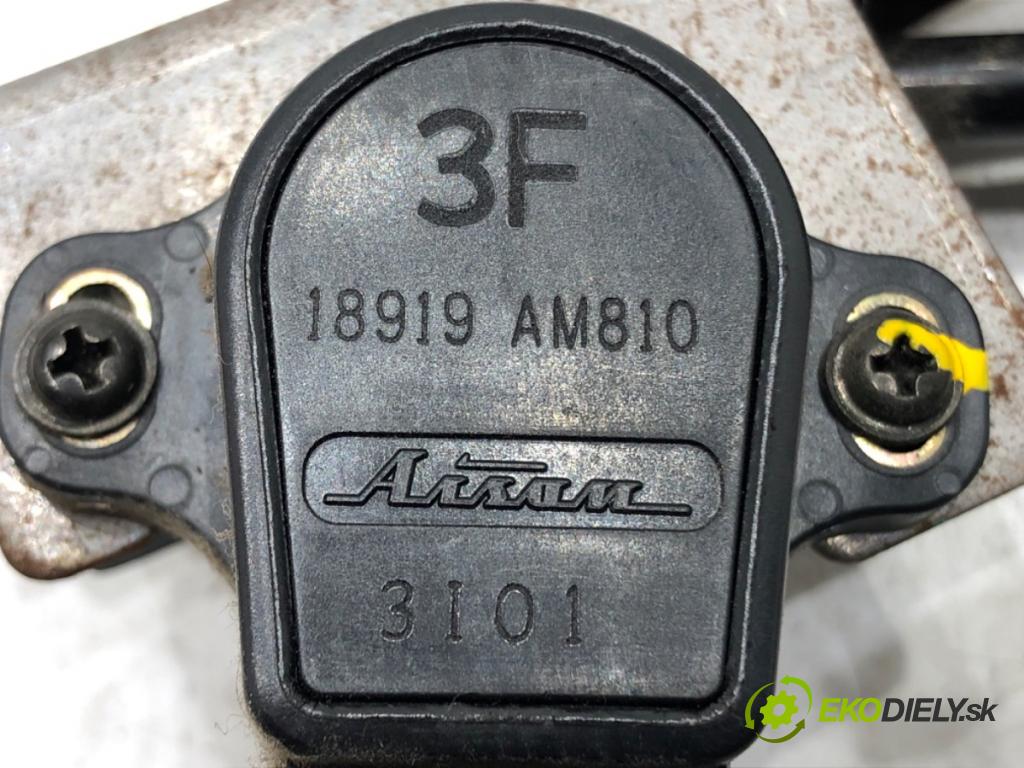 3F
18919 AM810
Aisan
3I01
EKODIELY.sk